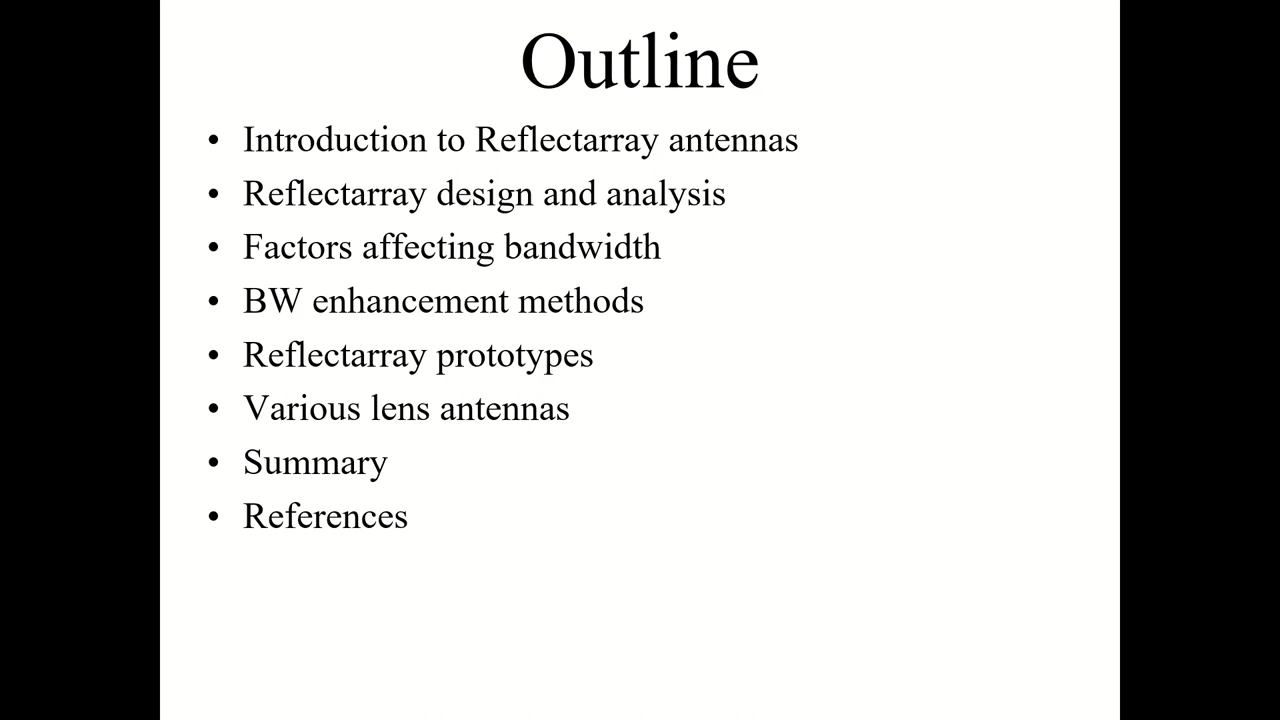 Outline
• Introduction to Reflectarray antennas
• Reflectarray design and analysis
• Factors affecting bandwidth
• BW enhancement methods
• Reflectarray prototypes
• Various lens antennas
• Summary
• References